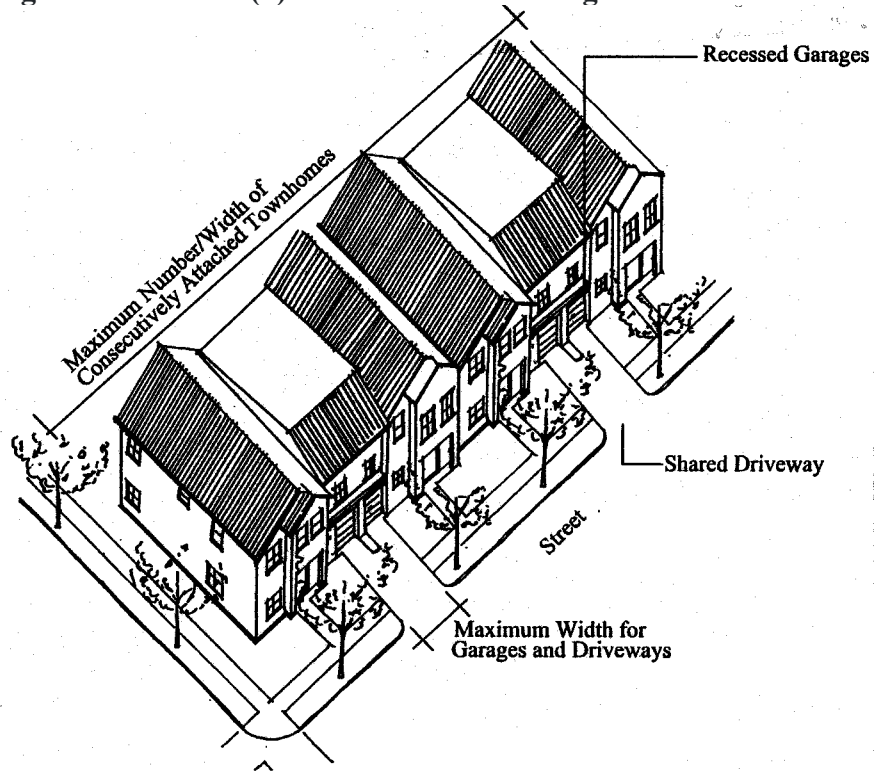 Recessed Garages
Maximum Number/Width of
Consecutively Attached Townhomes
Shared Driveway
Street
Maximum Width for
Garages and Driveways